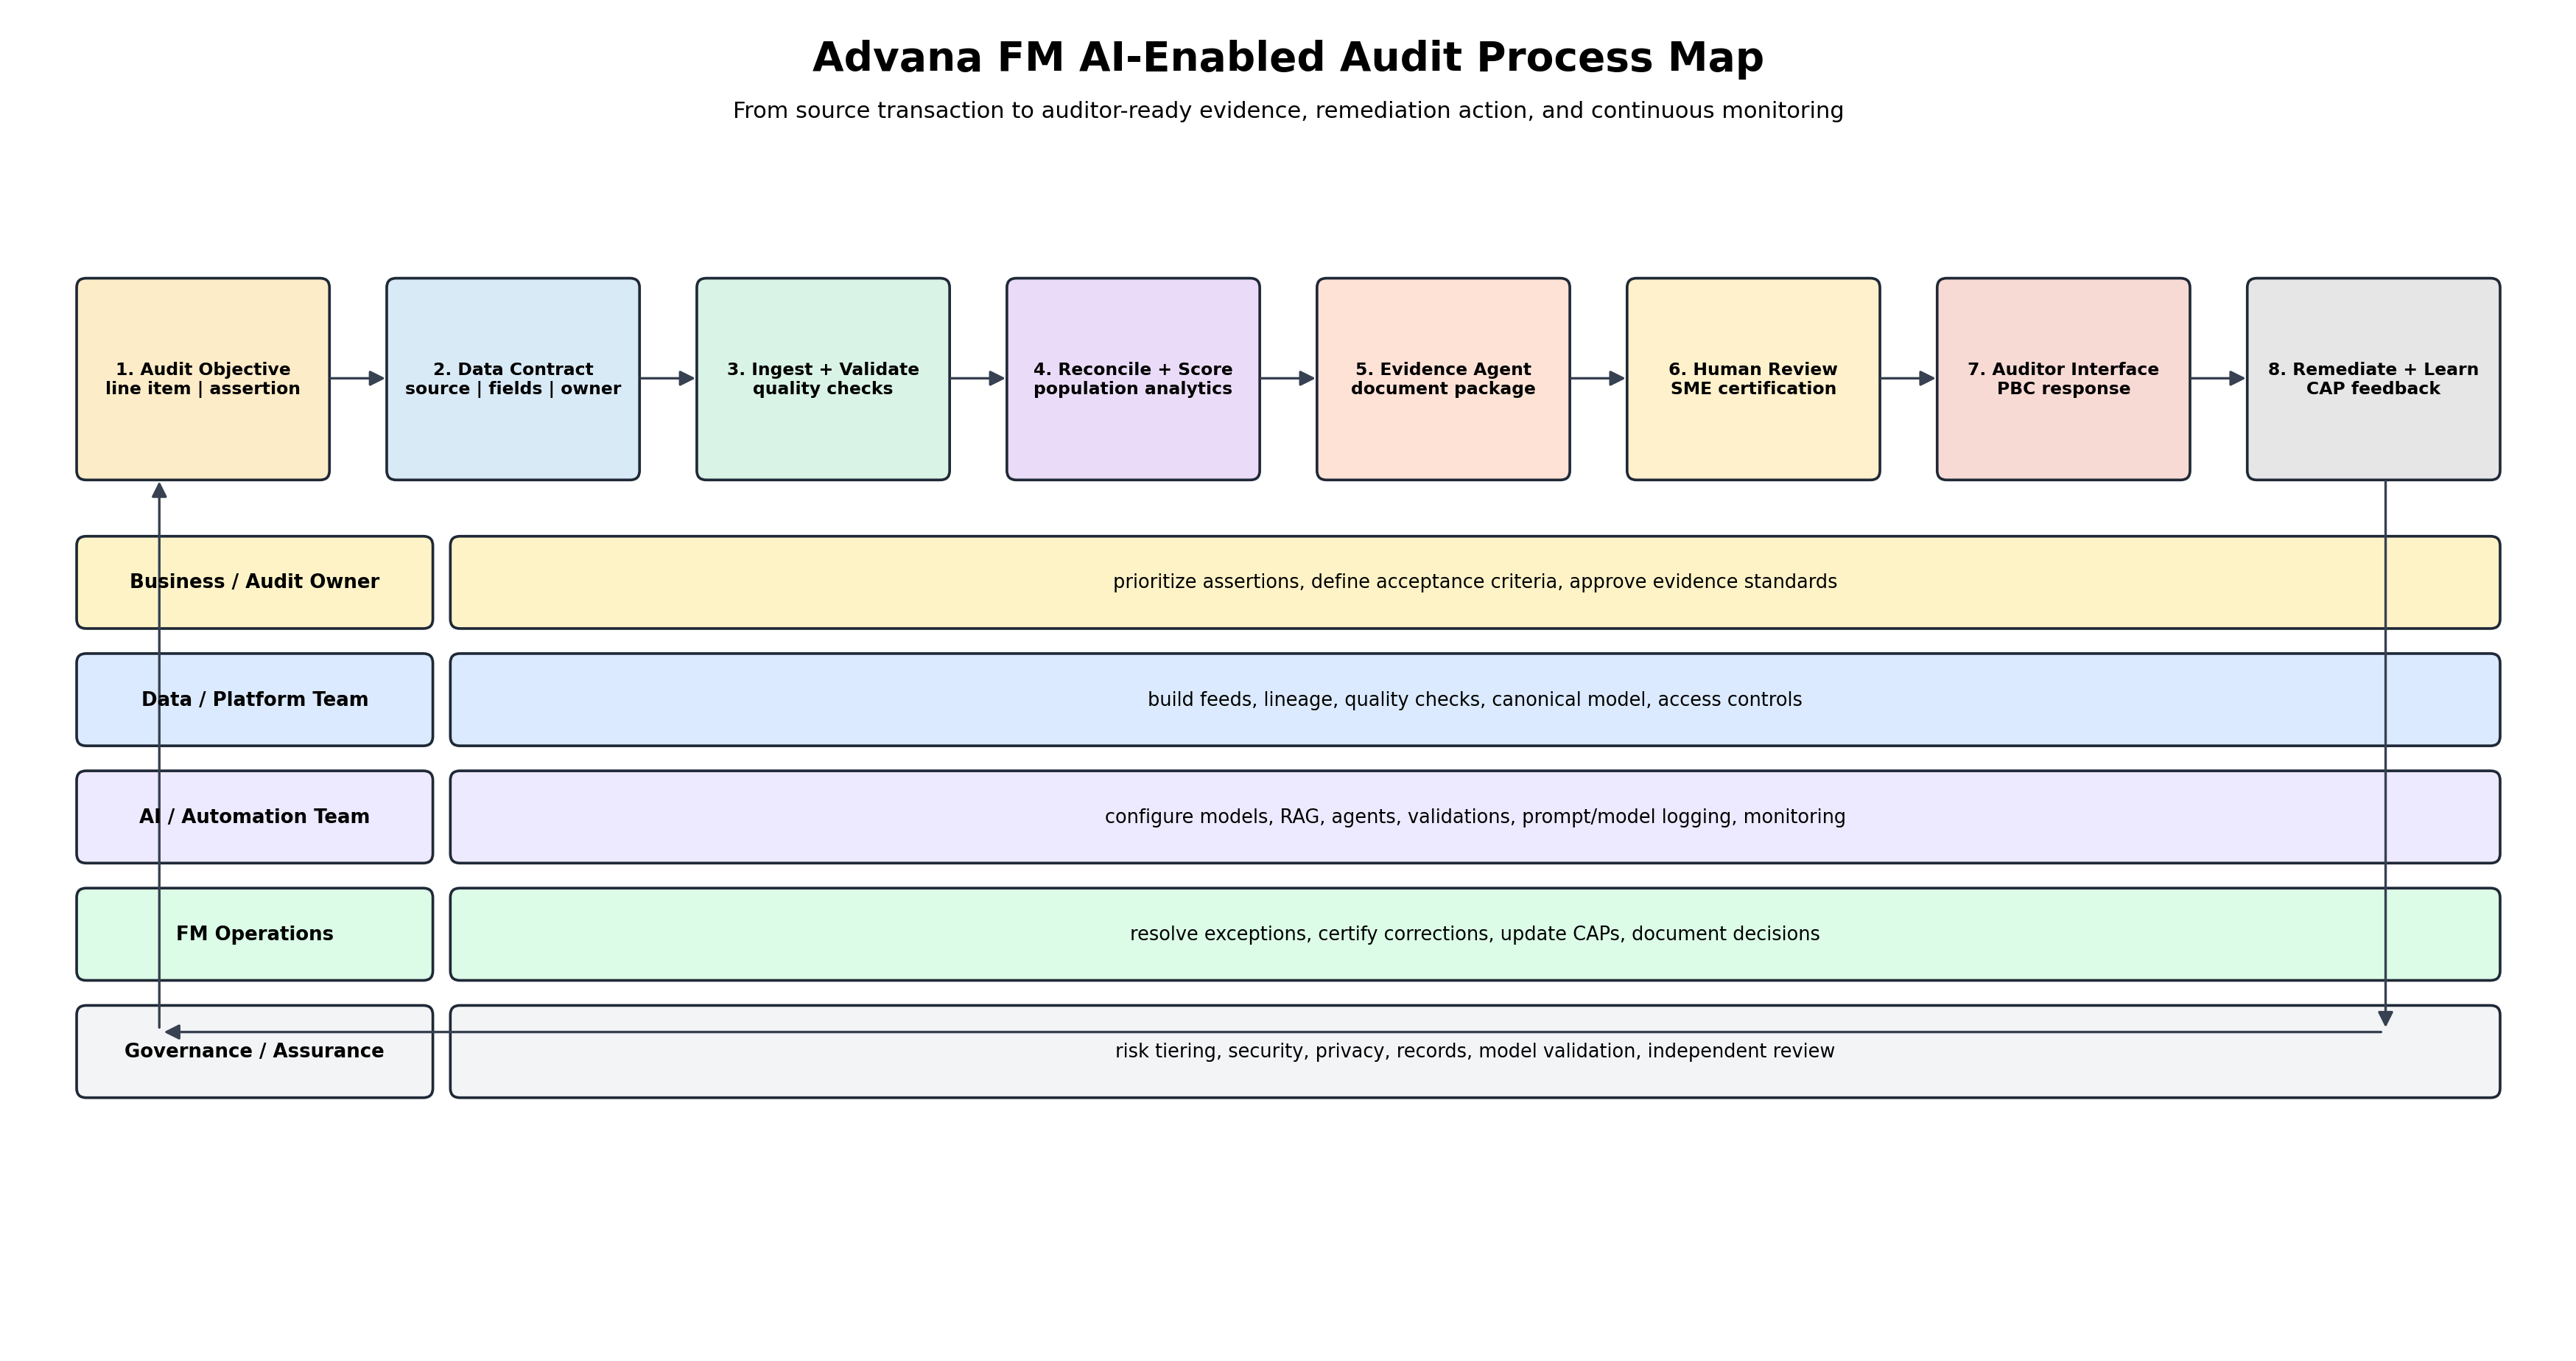 Advana FM AI-Enabled Audit Process Map
From source transaction to auditor-ready evidence, remediation action, and continuous monitoring
1. Audit Objective
line item | assertion
2. Data Contract
source | fields | owner
3. Ingest + Validate
quality checks
4. Reconcile + Score
population analytics
5. Evidence Agent
document package
6. Human Review
SME certification
7. Auditor Interface
PBC response
8. Remediate + Learn
CAP feedback
Business / Audit Owner
prioritize assertions, define acceptance criteria, approve evidence standards
Data / Platform Team
build feeds, lineage, quality checks, canonical model, access controls
AI / Automation Team
configure models, RAG, agents, validations, prompt/model logging, monitoring
FM Operations
resolve exceptions, certify corrections, update CAPs, document decisions
Governance / Assurance
risk tiering, security, privacy, records, model validation, independent review